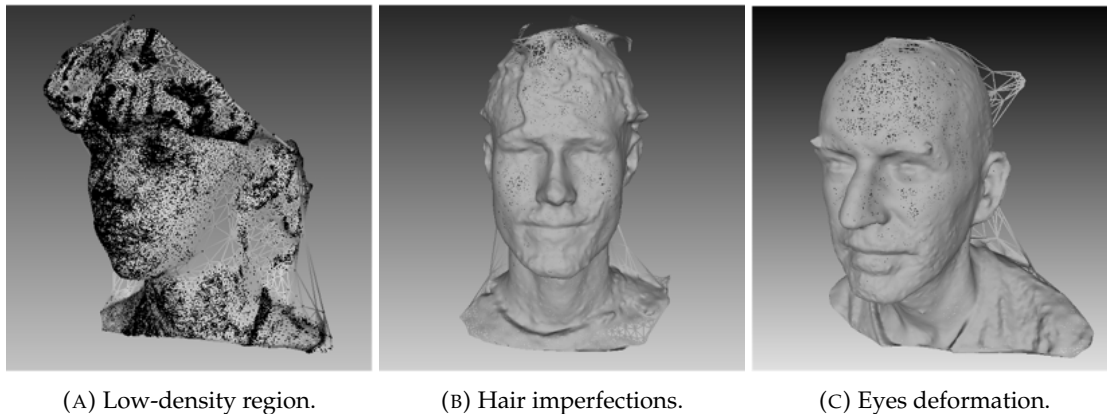 (A) Low-density region.
(B) Hair imperfections.
(C) Eyes deformation.